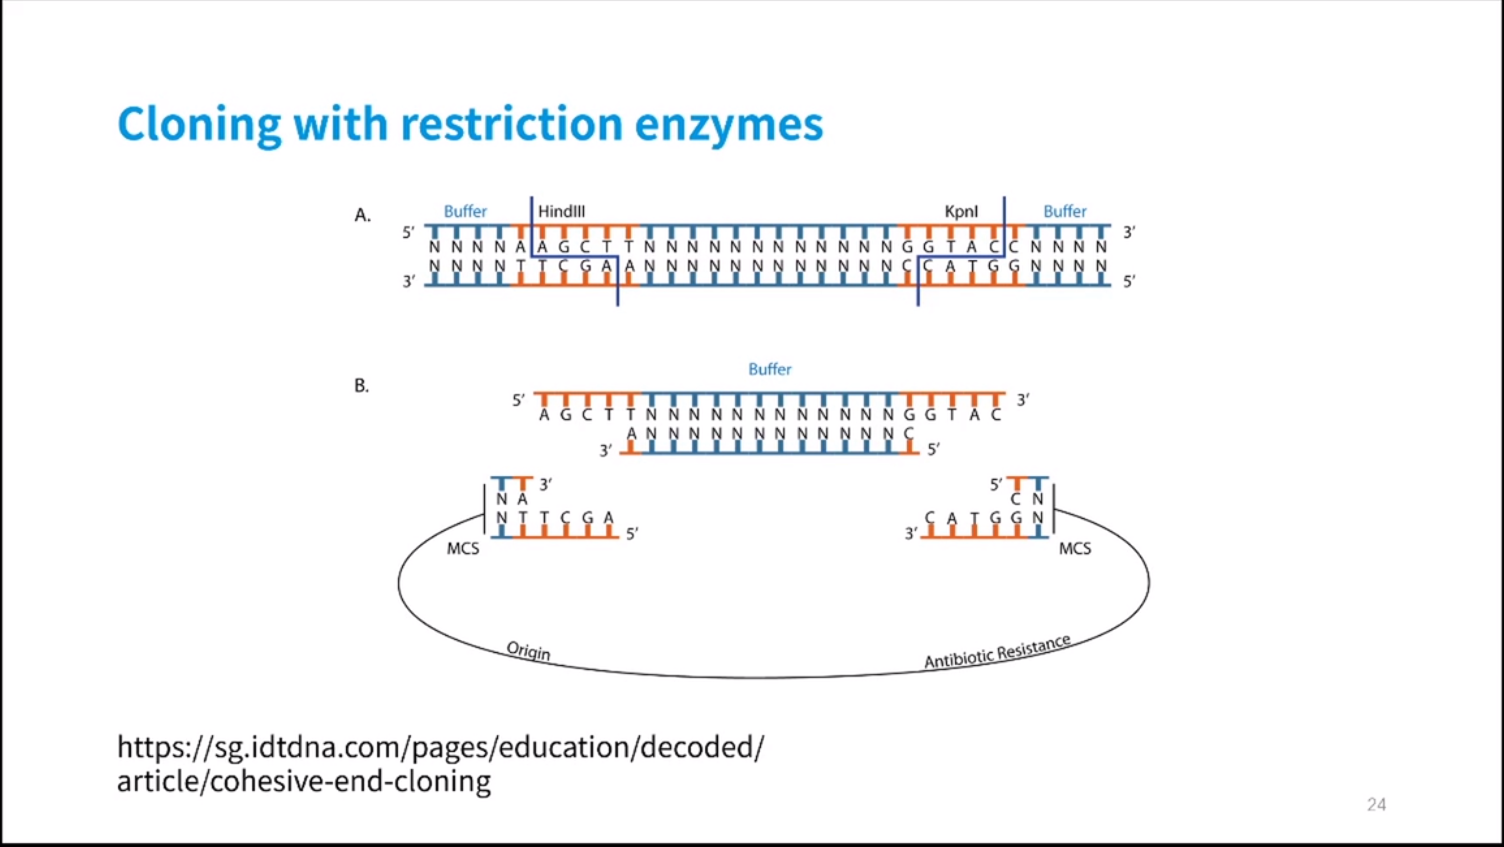 Cloning with restriction enzymes
A.
Buffer HindIII KpnI Buffer
5′ 3′
N N N N A A G C T T N N N N N N N N N N N N G G T A C C N N N N
N N N N T T C G A A N N N N N N N N N N N N C C A T G G N N N N
3′ 5′
B.
Buffer
5′ 3′
A G C T T N N N N N N N N N N N N G G T A C
A N N N N N N N N N N N N C
3′ 5′
3′ 5′
N A C N
N T T C G A C A T G G N
5′ 3′
MCS MCS
Origin Antibiotic Resistance
https://sg.idtdna.com/pages/education/decoded/
article/cohesive-end-cloning
24